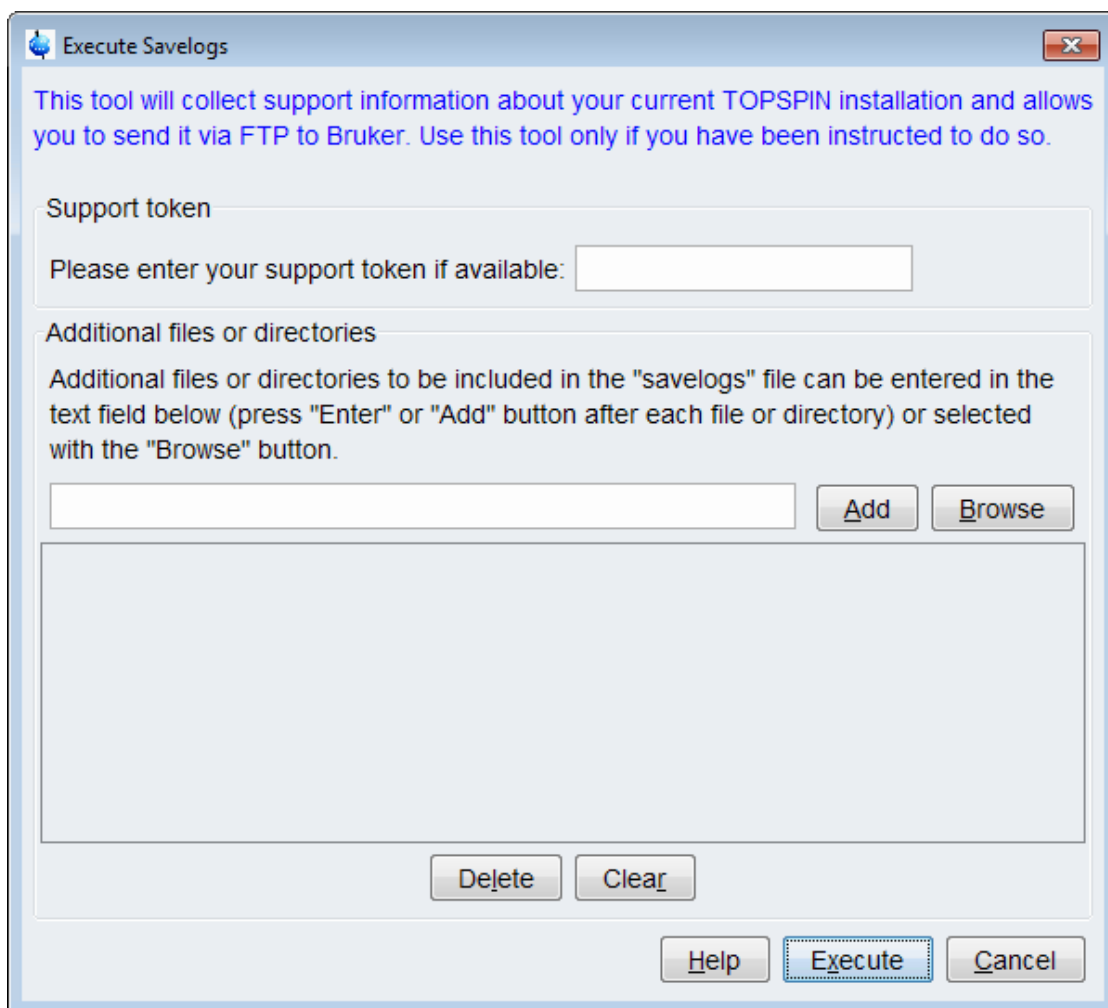 Execute Savelogs
This tool will collect support information about your current TOPSPIN installation and allows
you to send it via FTP to Bruker. Use this tool only if you have been instructed to do so.
Support token
Please enter your support token if available:
Additional files or directories
Additional files or directories to be included in the "savelogs" file can be entered in the
text field below (press "Enter" or "Add" button after each file or directory) or selected
with the "Browse" button.
Add Browse
Delete Clear
Help Execute Cancel